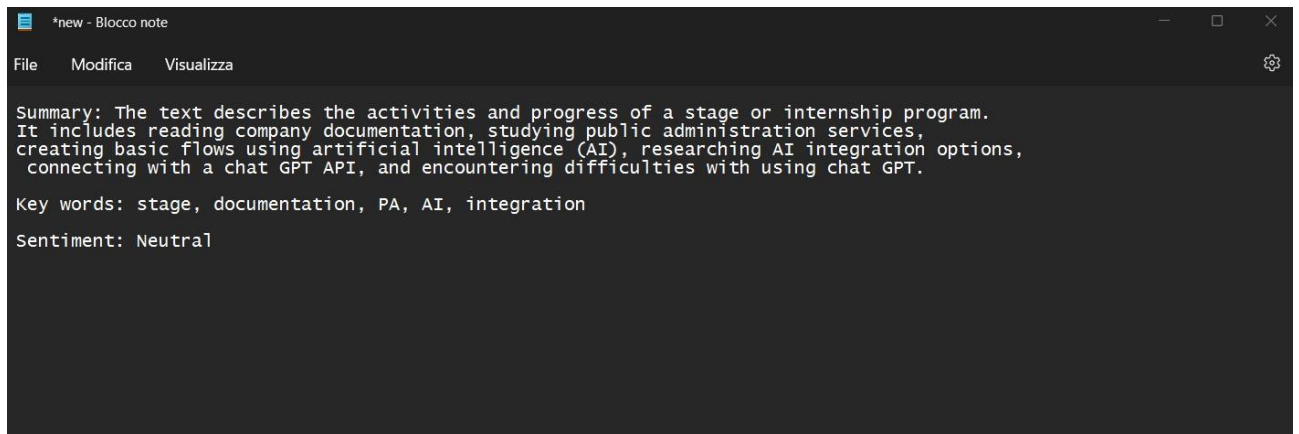 *new - Blocco note
File Modifica Visualizza
Summary: The text describes the activities and progress of a stage or internship program.
It includes reading company documentation, studying public administration services,
creating basic flows using artificial intelligence (AI), researching AI integration options,
connecting with a chat GPT API, and encountering difficulties with using chat GPT.
Key words: stage, documentation, PA, AI, integration
Sentiment: Neutral